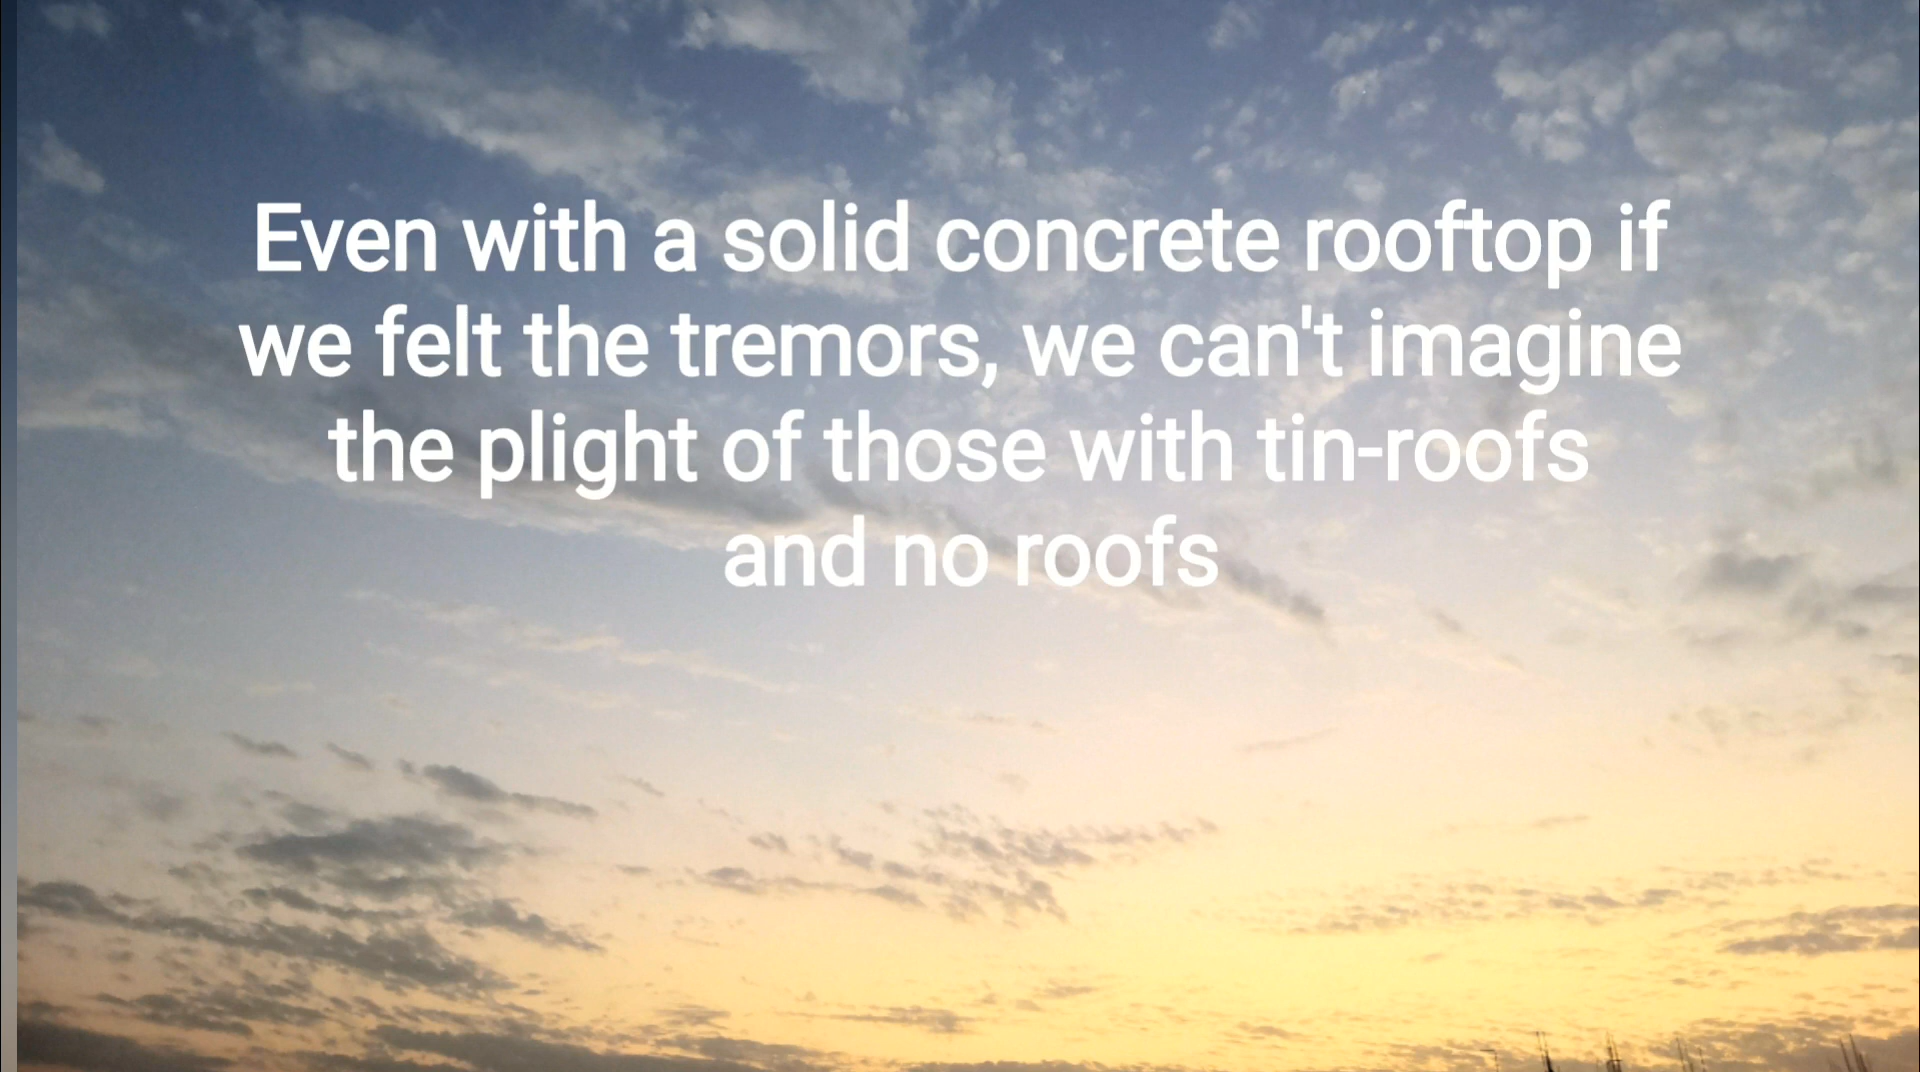 Even with a solid concrete rooftop if
we felt the tremors, we can't imagine
the plight of those with tin-roofs
and no roofs